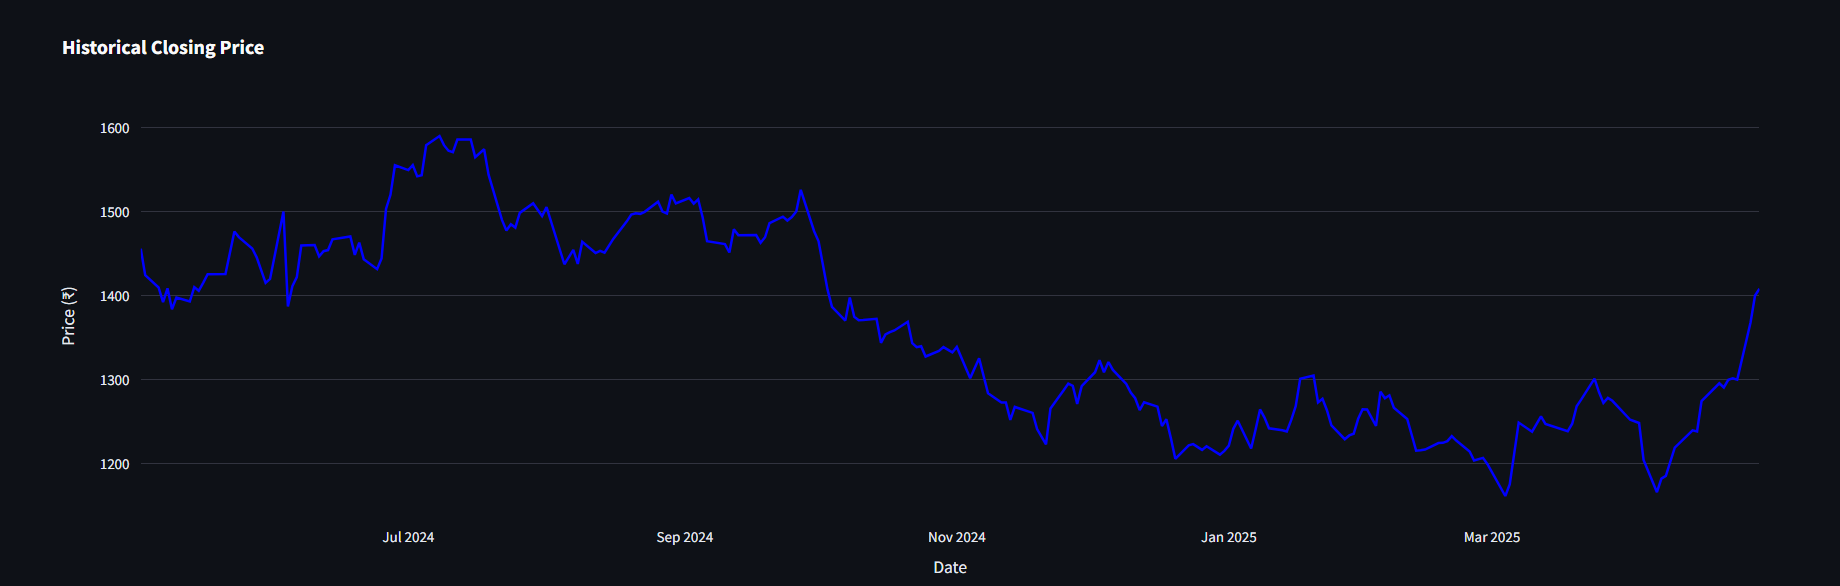 Historical Closing Price
1600
1500
1400
1300
1200
Price (₹)
Jul 2024
Sep 2024
Nov 2024
Jan 2025
Mar 2025
Date